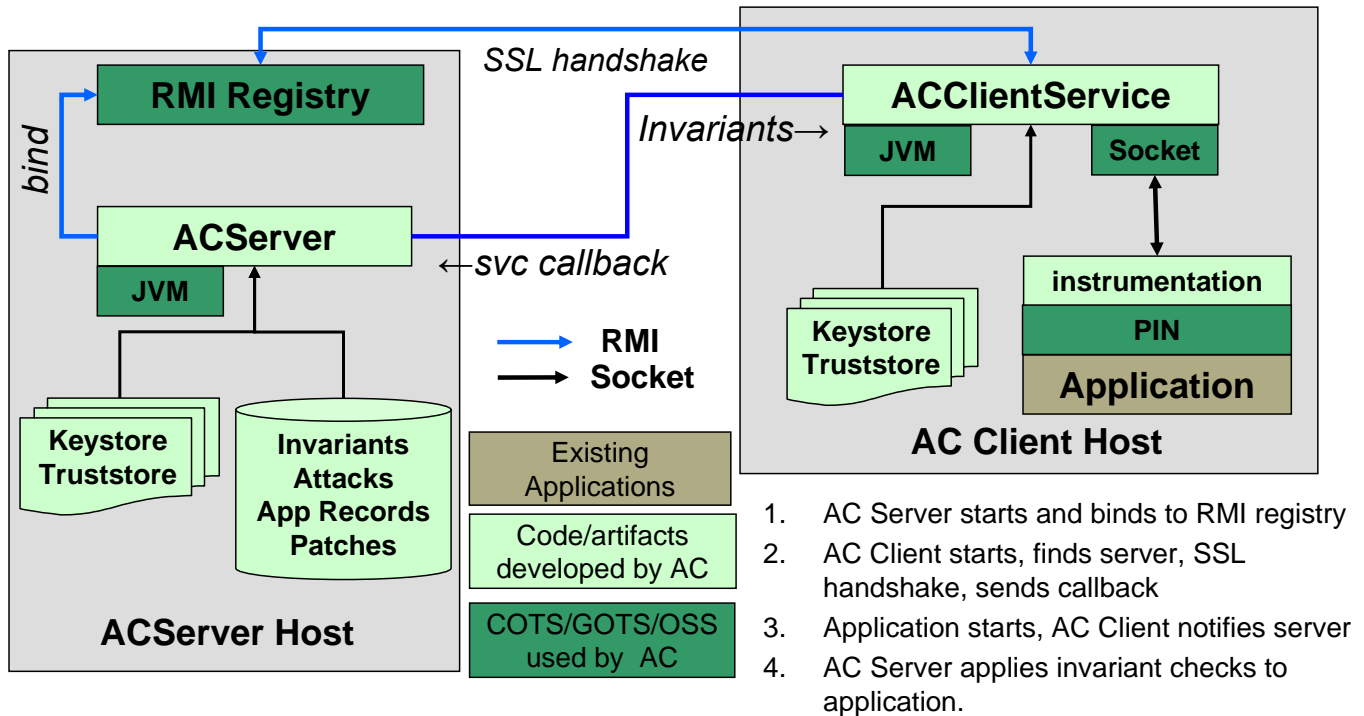 SSL handshake
RMI Registry
bind
ACServer
JVM
←svc callback
Invariants→
ACClientService
JVM
Socket
Keystore
Truststore
Invariants
Attacks
App Records
Patches
ACServer Host
RMI
Socket
Existing
Applications
Code/artifacts
developed by AC
COTS/GOTS/OSS
used by AC
Keystore
Truststore
instrumentation
PIN
Application
AC Client Host
1. AC Server starts and binds to RMI registry
2. AC Client starts, finds server, SSL
handshake, sends callback
3. Application starts, AC Client notifies server
4. AC Server applies invariant checks to
application.